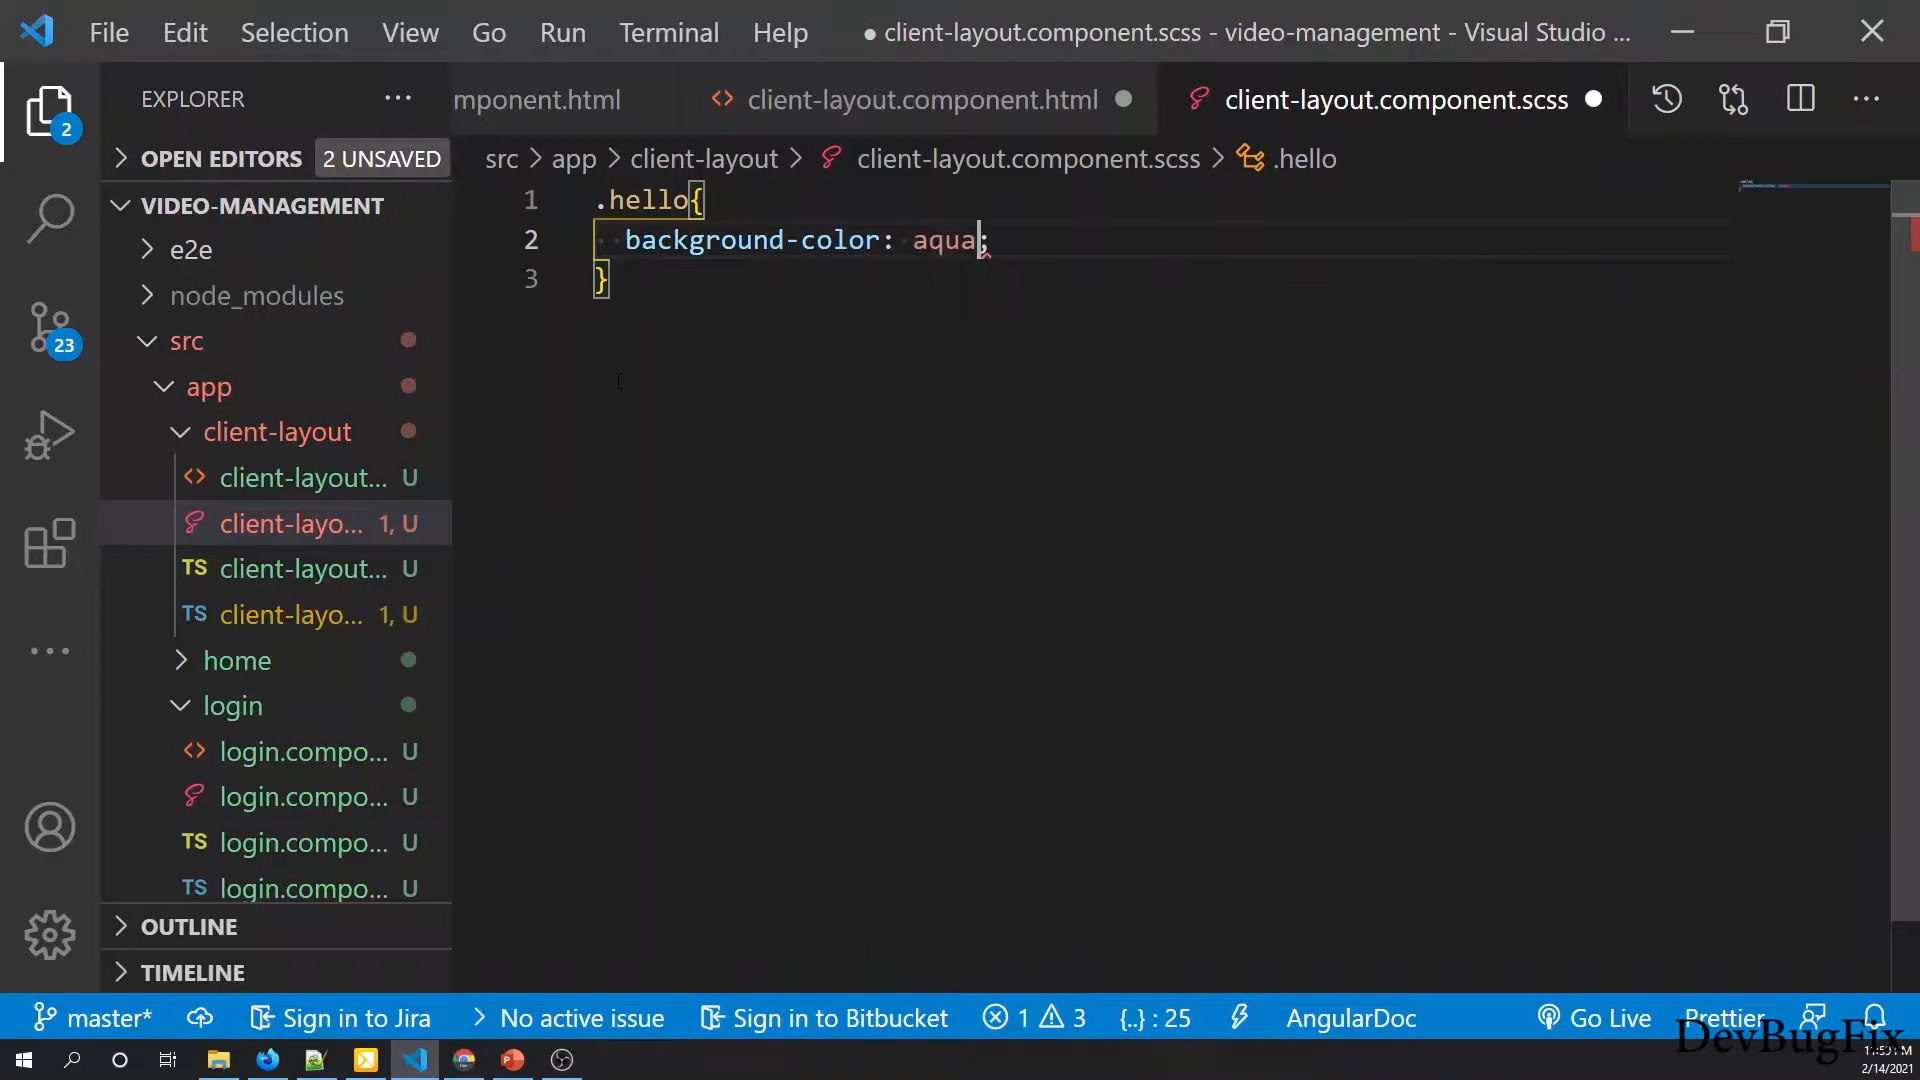 File Edit Selection View Go Run Terminal Help ● client-layout.component.scss - video-management - Visual Studio ...
EXPLORER ...
mponent.html
client-layout.component.html
client-layout.component.scss
OPEN EDITORS 2 UNSAVED
src > app > client-layout > client-layout.component.scss > .hello
VIDEO-MANAGEMENT
e2e
node_modules
src
app
client-layout
client-layout... U
client-layo... 1, U
TS client-layout... U
TS client-layo... 1, U
home
login
login.compo... U
login.compo... U
TS login.compo... U
TS login.compo... U
OUTLINE
TIMELINE
2
23
1 .hello{
2 background-color: aqua;
3 }
master* Sign in to Jira No active issue Sign in to Bitbucket 1 3 {..} : 25 AngularDoc Go Live Prettier
DevBugFix
2/14/2021